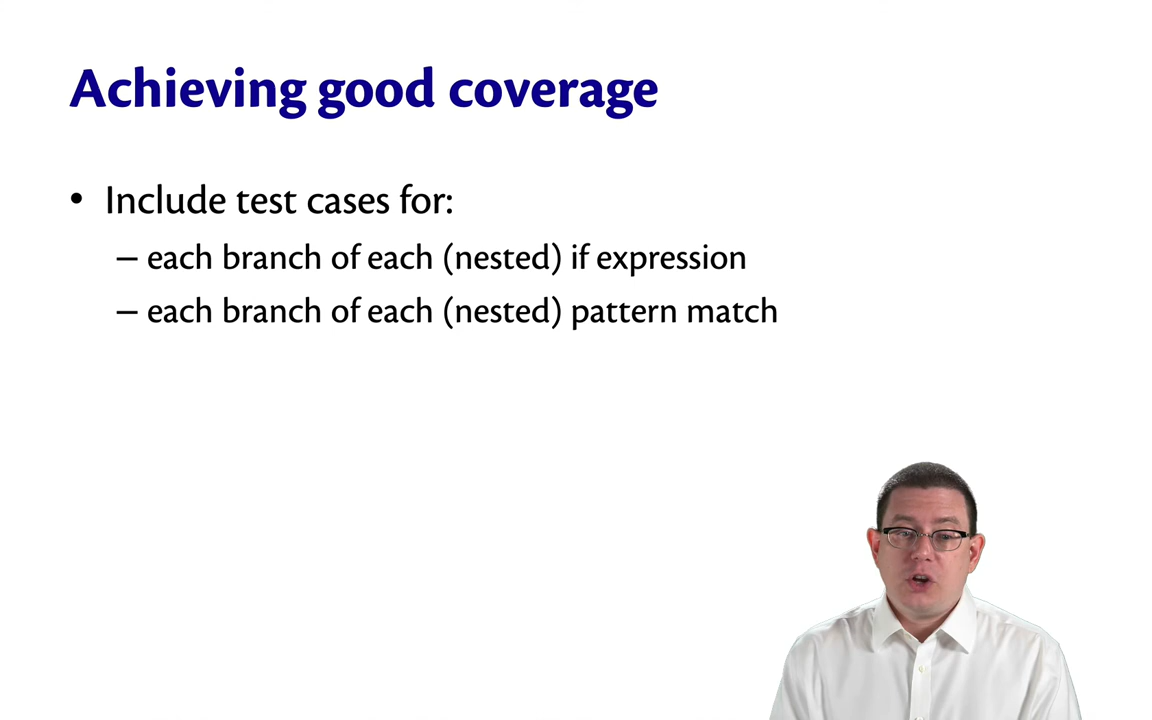 Achieving good coverage
• Include test cases for:
– each branch of each (nested) if expression
– each branch of each (nested) pattern match